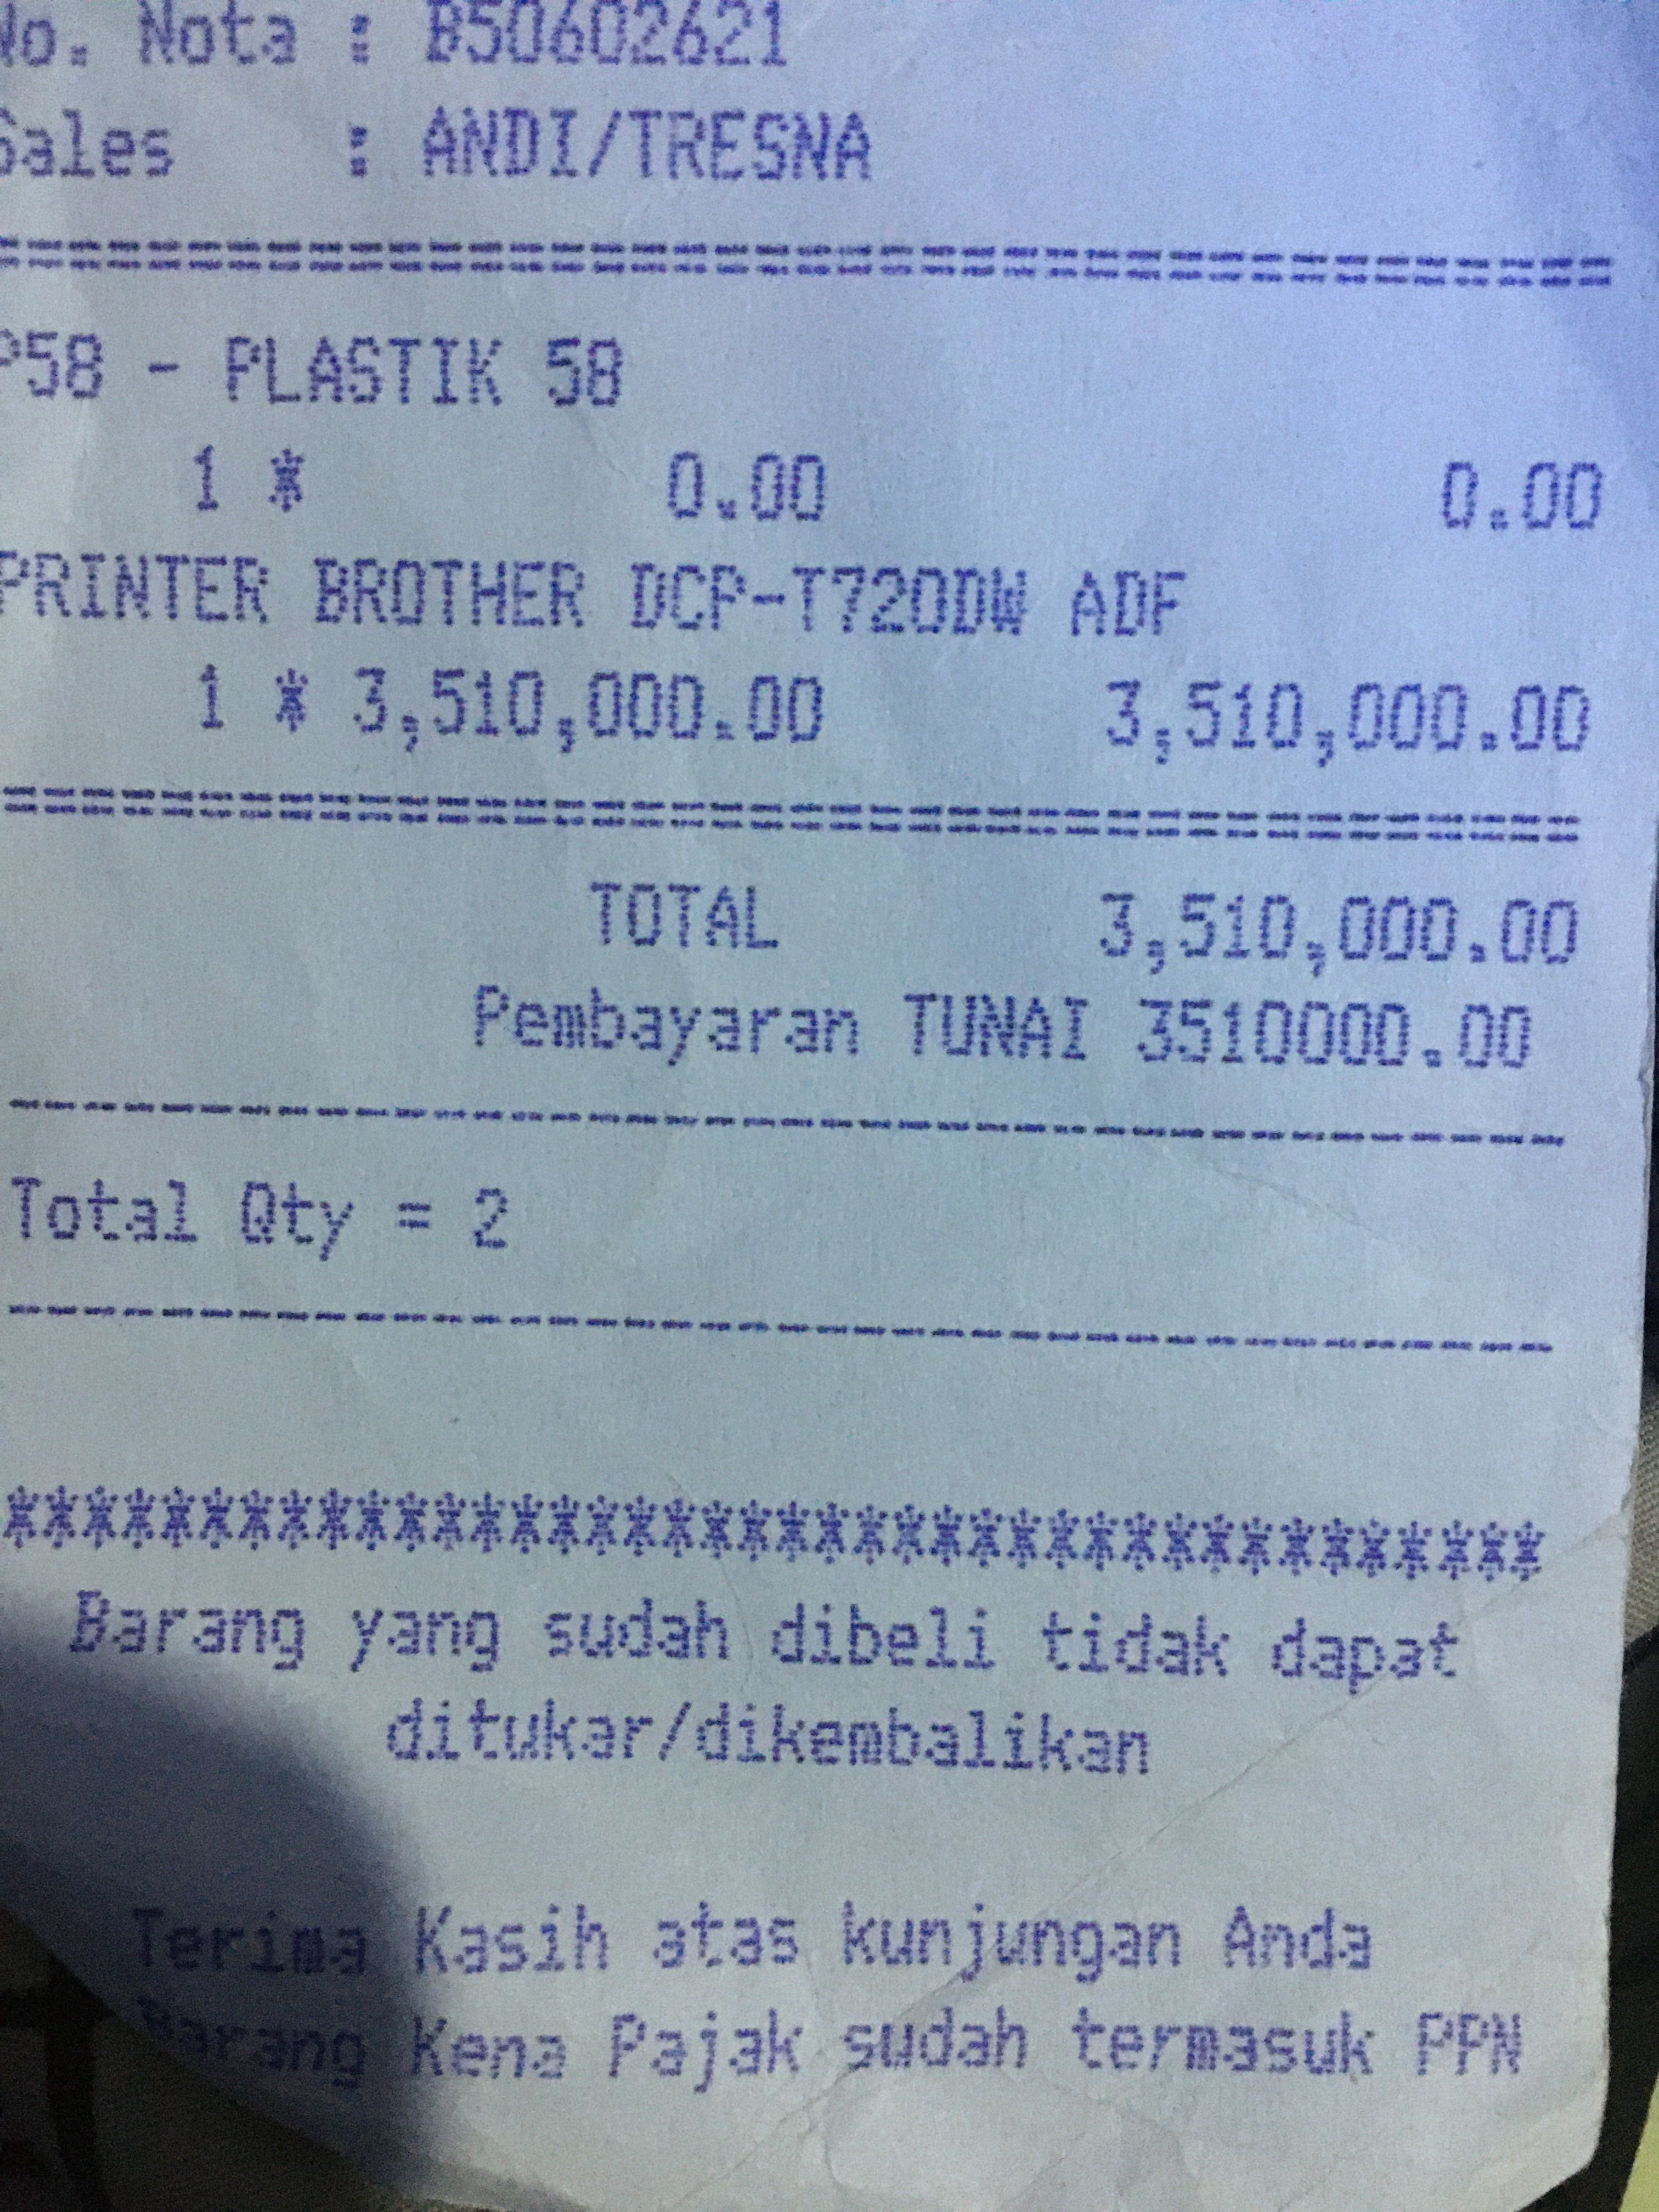 No. Nota : B50602621
Sales : ANDI/TRESNA
P58 - PLASTIK 58
1 * 0.00 0.00
PRINTER BROTHER DCP-T720DW ADF
1 * 3,510,000.00 3,510,000.00
TOTAL 3,510,000.00
Pembayaran TUNAI 3510000.00
Total Qty = 2
****************************************
Barang yang sudah dibeli tidak dapat
ditukar/dikembalikan
Terima Kasih atas kunjungan Anda
Barang Kena Pajak sudah termasuk PPN